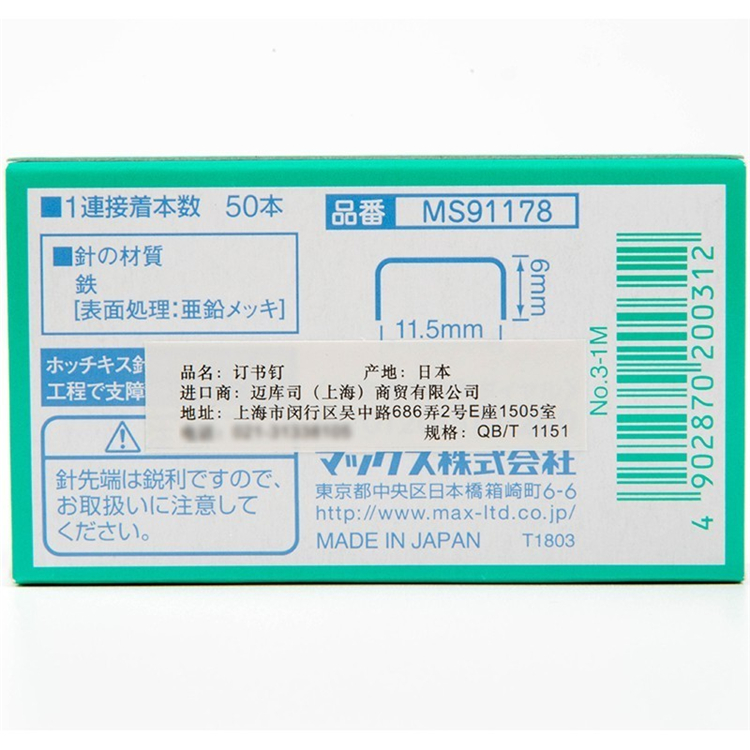 ■1連接着本数 50本
品番 MS91178
■針の材質
鉄
[表面処理:亜鉛メッキ]
6mm
11.5mm
ホッチキス針
工程で支障
品名：订书钉 产地：日本
进口商：迈库司（上海）商贸有限公司
地址：上海市闵行区吴中路686弄2号E座1505室
规格：QB/T 1151
針先端は鋭利ですので、
お取扱いに注意して
ください。
マックス株式会社
東京都中央区日本橋箱崎町6-6
http://www.max-ltd.co.jp/
MADE IN JAPAN T1803
No.3-1M
4 902870 200312